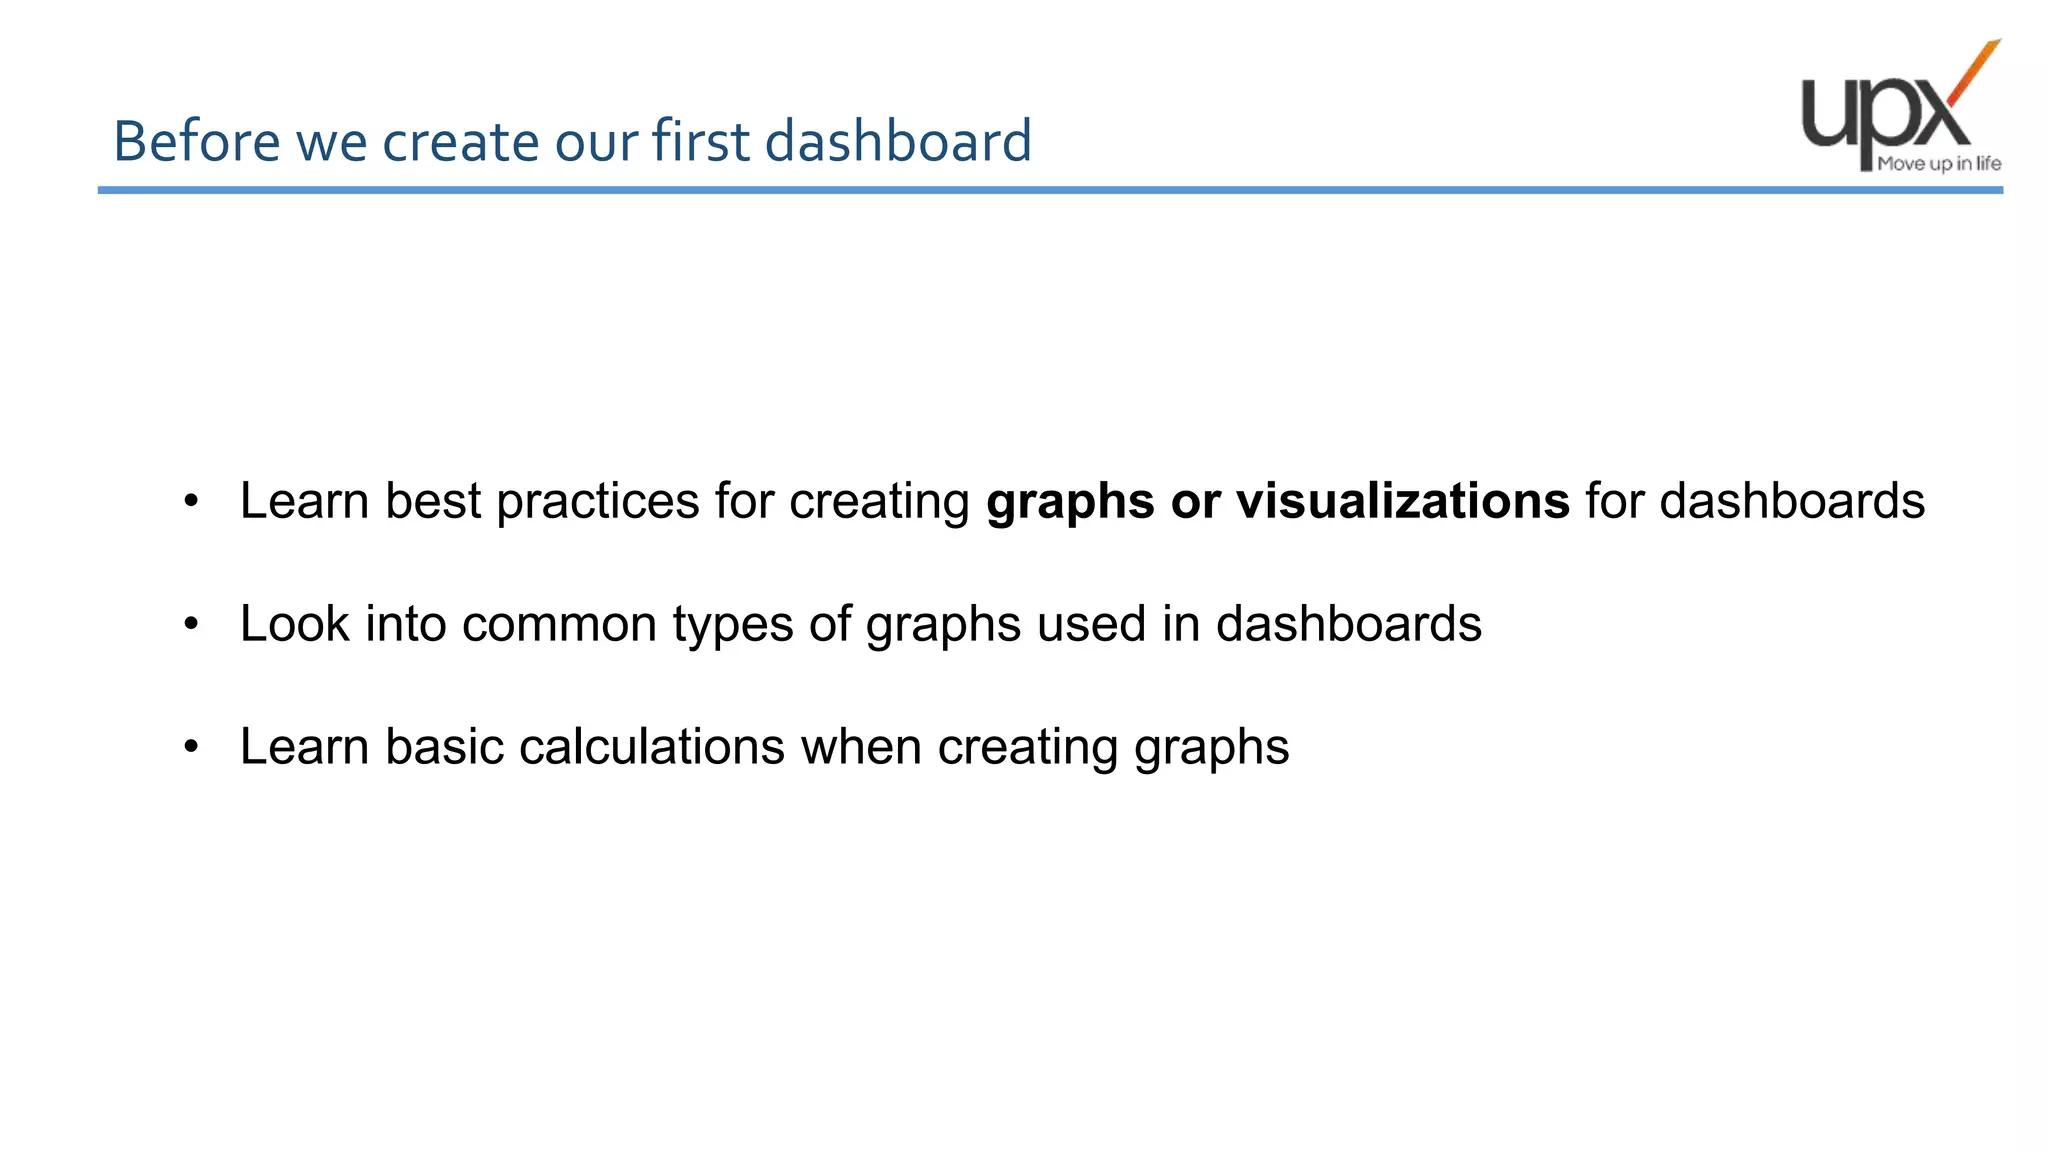 Before we create our first dashboard
upx
Move up in life
• Learn best practices for creating graphs or visualizations for dashboards
• Look into common types of graphs used in dashboards
• Learn basic calculations when creating graphs